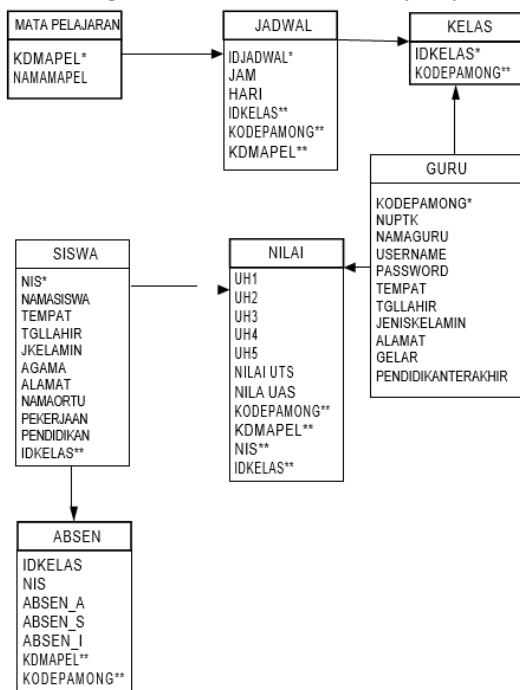 MATA PELAJARAN
KDMAPEL*
NAMAMAPEL
JADWAL
IDJADWAL*
JAM
HARI
IDKELAS**
KODEPAMONG**
KDMAPEL**
KELAS
IDKELAS*
KODEPAMONG**
GURU
KODEPAMONG*
NUPTK
NAMAGURU
USERNAME
PASSWORD
TEMPAT
TGLLAHIR
JENISKELAMIN
ALAMAT
GELAR
PENDIDIKANTERAKHIR
SISWA
NIS*
NAMASISWA
TEMPAT
TGLLAHIR
JKELAMIN
AGAMA
ALAMAT
NAMAORTU
PEKERJAAN
PENDIDIKAN
IDKELAS**
NILAI
UH1
UH2
UH3
UH4
UH5
NILAI UTS
NILA UAS
KODEPAMONG**
KDMAPEL**
NIS**
IDKELAS**
ABSEN
IDKELAS
NIS
ABSEN_A
ABSEN_S
ABSEN_I
KDMAPEL**
KODEPAMONG**